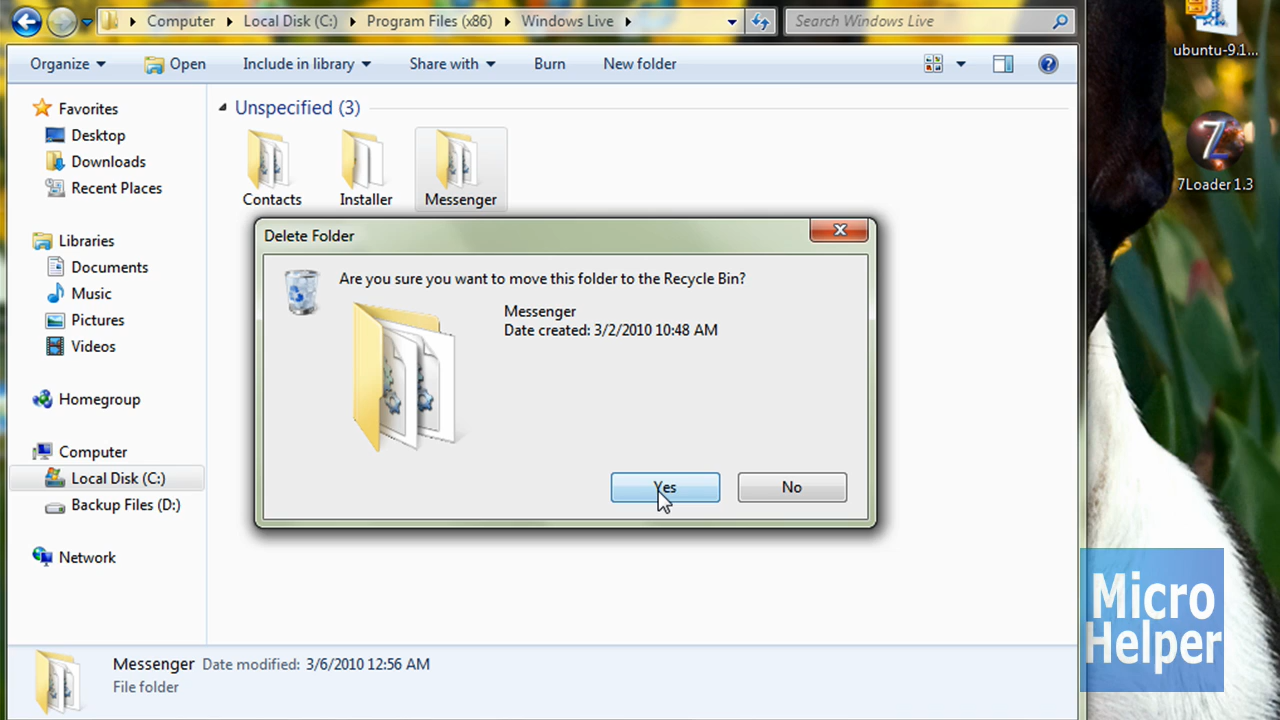 Computer Local Disk (C:) Program Files (x86) Windows Live
Search Windows Live
Organize Open Include in library Share with Burn New folder
Favorites
Desktop
Downloads
Recent Places
Libraries
Documents
Music
Pictures
Videos
Homegroup
Computer
Local Disk (C:)
Backup Files (D:)
Network
Unspecified (3)
Contacts Installer Messenger
Delete Folder
Are you sure you want to move this folder to the Recycle Bin?
Messenger
Date created: 3/2/2010 10:48 AM
Yes No
Messenger Date modified: 3/6/2010 12:56 AM
File folder
ubuntu-9.1...
7
7Loader 1.3
Micro
Helper